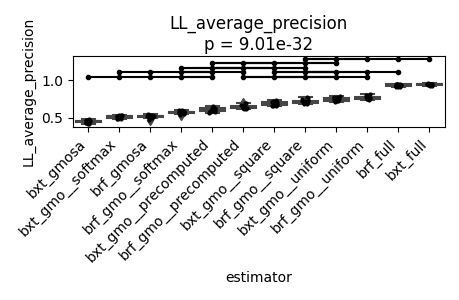 LL_average_precision
p = 9.01e-32
LL_average_precision
1.0
0.5
bxt_gmosa
bxt_gmo__softmax
brf_gmosa
brf_gmo__softmax
bxt_gmo__precomputed
brf_gmo__precomputed
bxt_gmo__square
brf_gmo__square
bxt_gmo__uniform
brf_gmo__uniform
brf_full
bxt_full
estimator